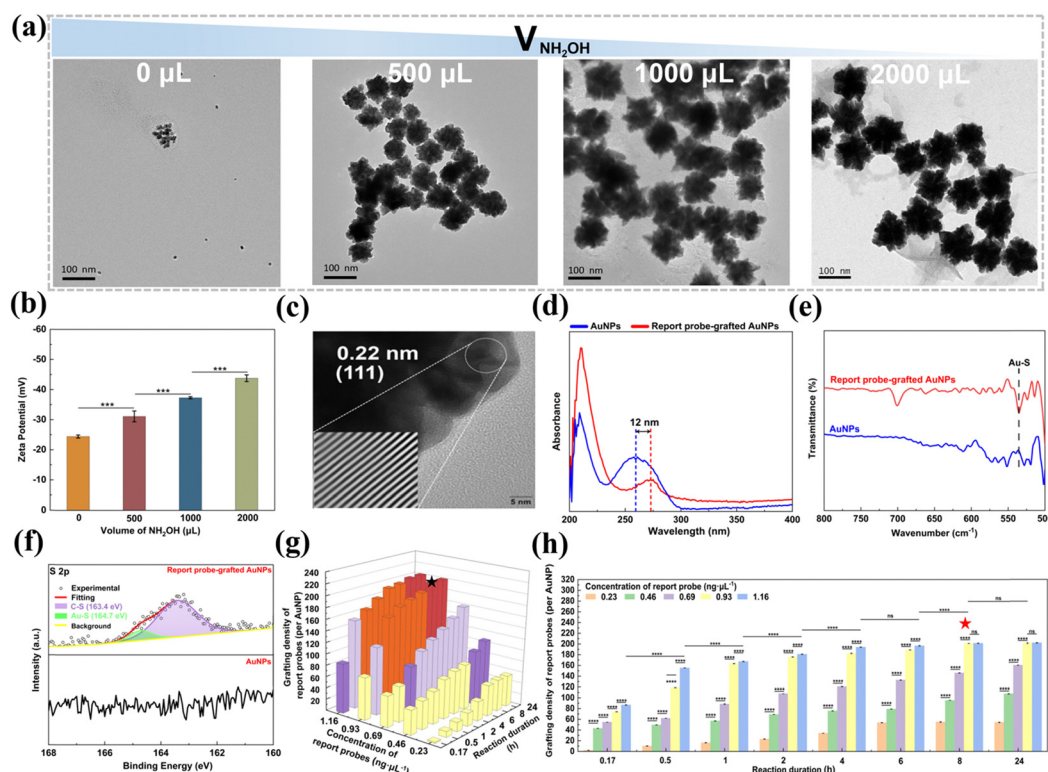 (a)
V NH2OH
0 μL
500 μL
1000 μL
2000 μL
100 nm
100 nm
100 nm
100 nm
(b)
Zeta Potential (mV)
-60
-50
-40
-30
-20
-10
0
***
***
***
0
500
1000
2000
Volume of NH2OH (μL)
(c)
0.22 nm
(111)
5 nm
(d)
AuNPs
Report probe-grafted AuNPs
12 nm
Absorbance
200
250
300
350
400
Wavelength (nm)
(e)
Au-S
Report probe-grafted AuNPs
AuNPs
Transmittance (%)
800
700
600
50
Wavenumber (cm-1)
(f)
S 2p
Report probe-grafted AuNPs
Experimental
Fitting
C-S (163.4 eV)
Au-S (164.7 eV)
Background
AuNPs
Intensity (a.u.)
168
166
164
162
160
Binding Energy (eV)
(g)
Grafting density of
report probes (per AuNP)
240
220
200
180
160
140
120
100
80
60
40
20
1.16
0.93
0.69
0.46
0.23
Concentration of
report probes (ng·μL-1)
0.17
0.5
1
2
4
6
8
24
Reaction duration
(h)
(h)
Grafting density of report probes (per AuNP)
320
300
280
260
240
220
200
180
160
140
120
100
80
60
40
20
0
Concentration of report probe (ng·μL-1)
0.23
0.46
0.69
0.93
1.16
****
****
****
****
ns
****
ns
ns
ns
0.17
0.5
1
2
4
6
8
24
Reaction duration (h)